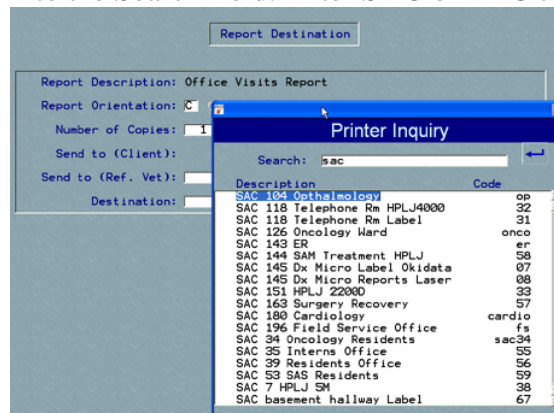 Report Destination
Report Description: Office Visits Report
Report Orientation: C
Number of Copies: 1
Send to (Client):
Send to (Ref. Vet):
Destination:
Printer Inquiry
Search: sac
Description Code
SAC 104 Opthalmology op
SAC 118 Telephone Rm HPLJ4000 32
SAC 118 Telephone Rm Label 31
SAC 126 Oncology Ward onco
SAC 143 ER er
SAC 144 SAM Treatment HPLJ 58
SAC 145 Dx Micro Label Okidata 07
SAC 145 Dx Micro Reports Laser 08
SAC 151 HPLJ 2200D 33
SAC 163 Surgery Recovery 57
SAC 180 Cardiology cardio
SAC 196 Field Service Office fs
SAC 34 Oncology Residents sac34
SAC 35 Interns Office 55
SAC 39 Residents Office 56
SAC 53 SAS Residents 59
SAC 7 HPLJ 5M 38
SAC basement hallway Label 67